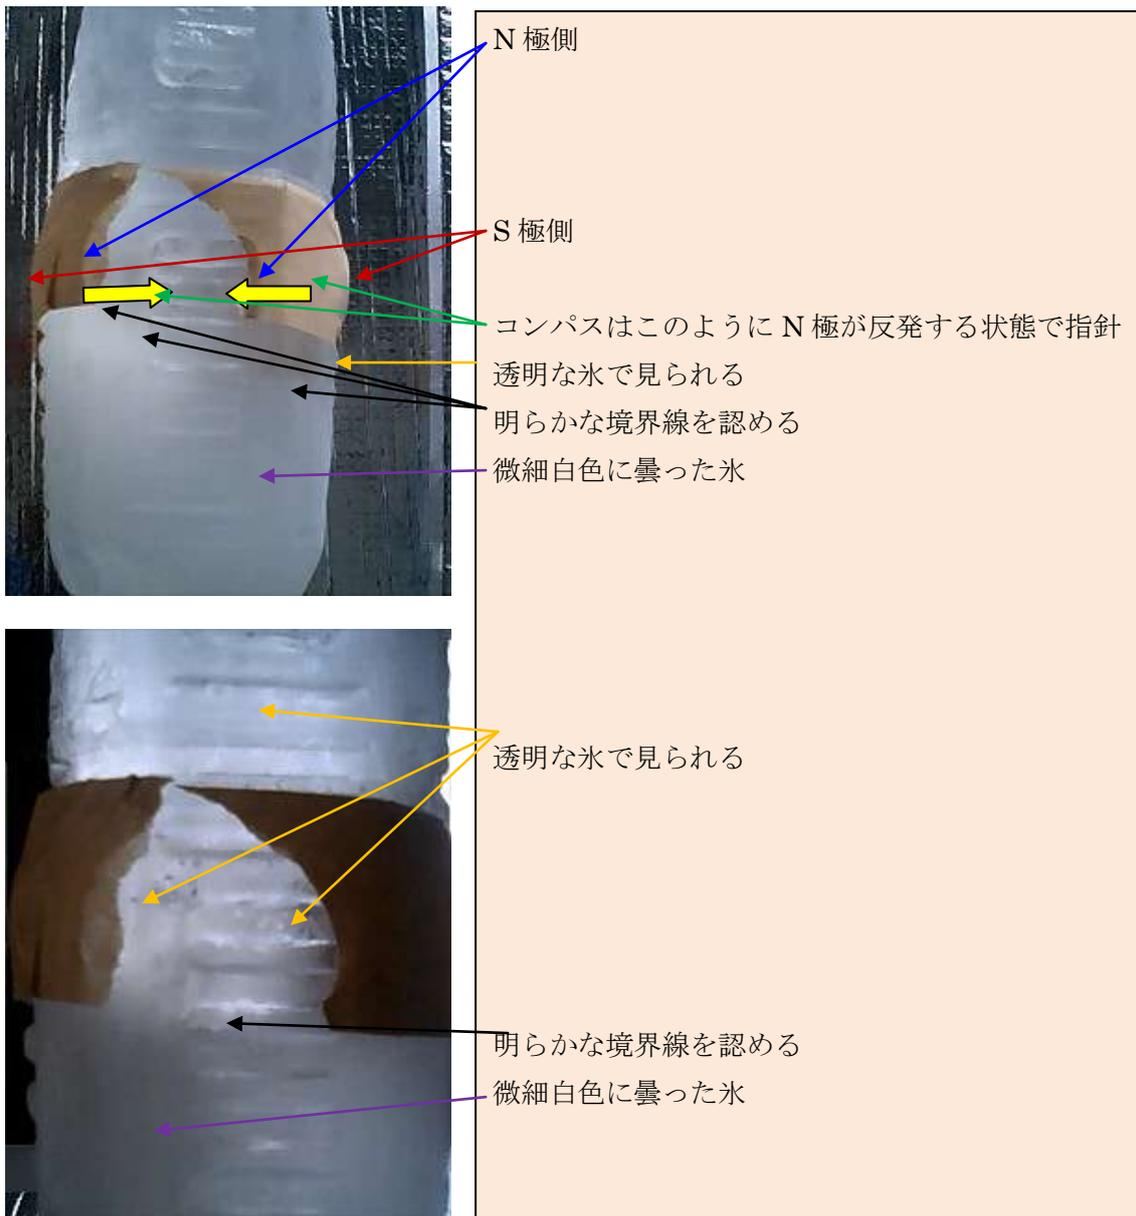 N 極側
S 極側
コンパスはこのように N 極が反発する状態で指針
透明な氷で見られる
明らかな境界線を認める
微細白色に曇った氷
透明な氷で見られる
明らかな境界線を認める
微細白色に曇った氷